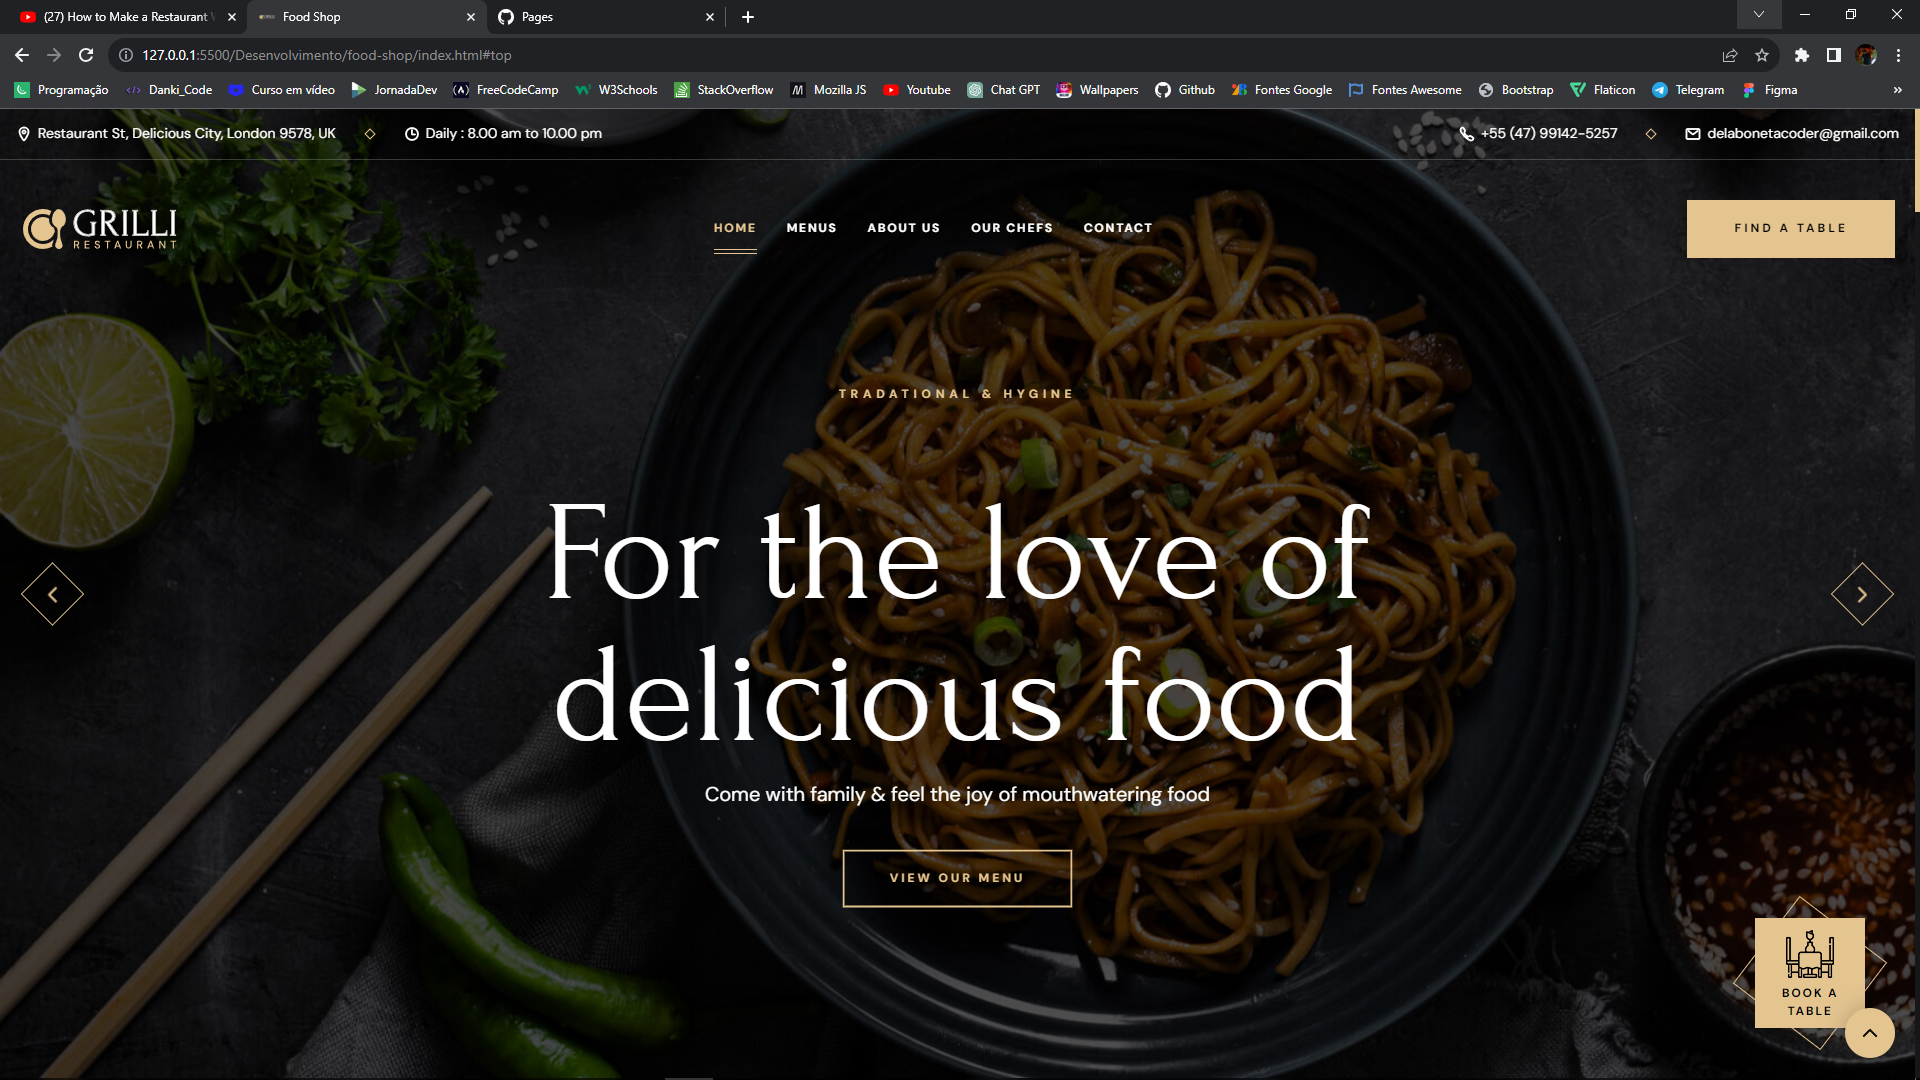 (27) How to Make a Restaurant
Food Shop
Pages
127.0.0.1:5500/Desenvolvimento/food-shop/index.html#top
Programação
Danki_Code
Curso em vídeo
JornadaDev
FreeCodeCamp
W3Schools
StackOverflow
Mozilla JS
Youtube
Chat GPT
Wallpapers
Github
Fontes Google
Fontes Awesome
Bootstrap
Flaticon
Telegram
Figma
»
Restaurant St, Delicious City, London 9578, UK
Daily : 8.00 am to 10.00 pm
+55 (47) 99142-5257
delabonetacoder@gmail.com
GRILLI
RESTAURANT
HOME
MENUS
ABOUT US
OUR CHEFS
CONTACT
FIND A TABLE
TRADATIONAL & HYGINE
For the love of
delicious food
Come with family & feel the joy of mouthwatering food
VIEW OUR MENU
BOOK A
TABLE